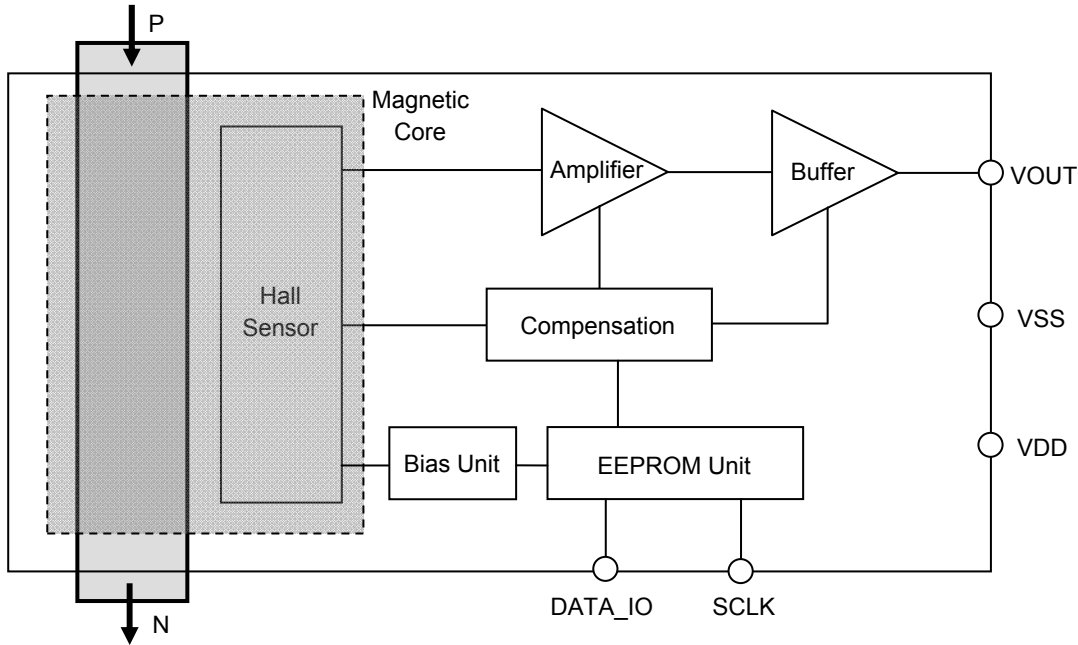 P
Magnetic
Core
Amplifier
Buffer
VOUT
Hall
Sensor
Compensation
VSS
Bias Unit
EEPROM Unit
VDD
DATA_IO
SCLK
N